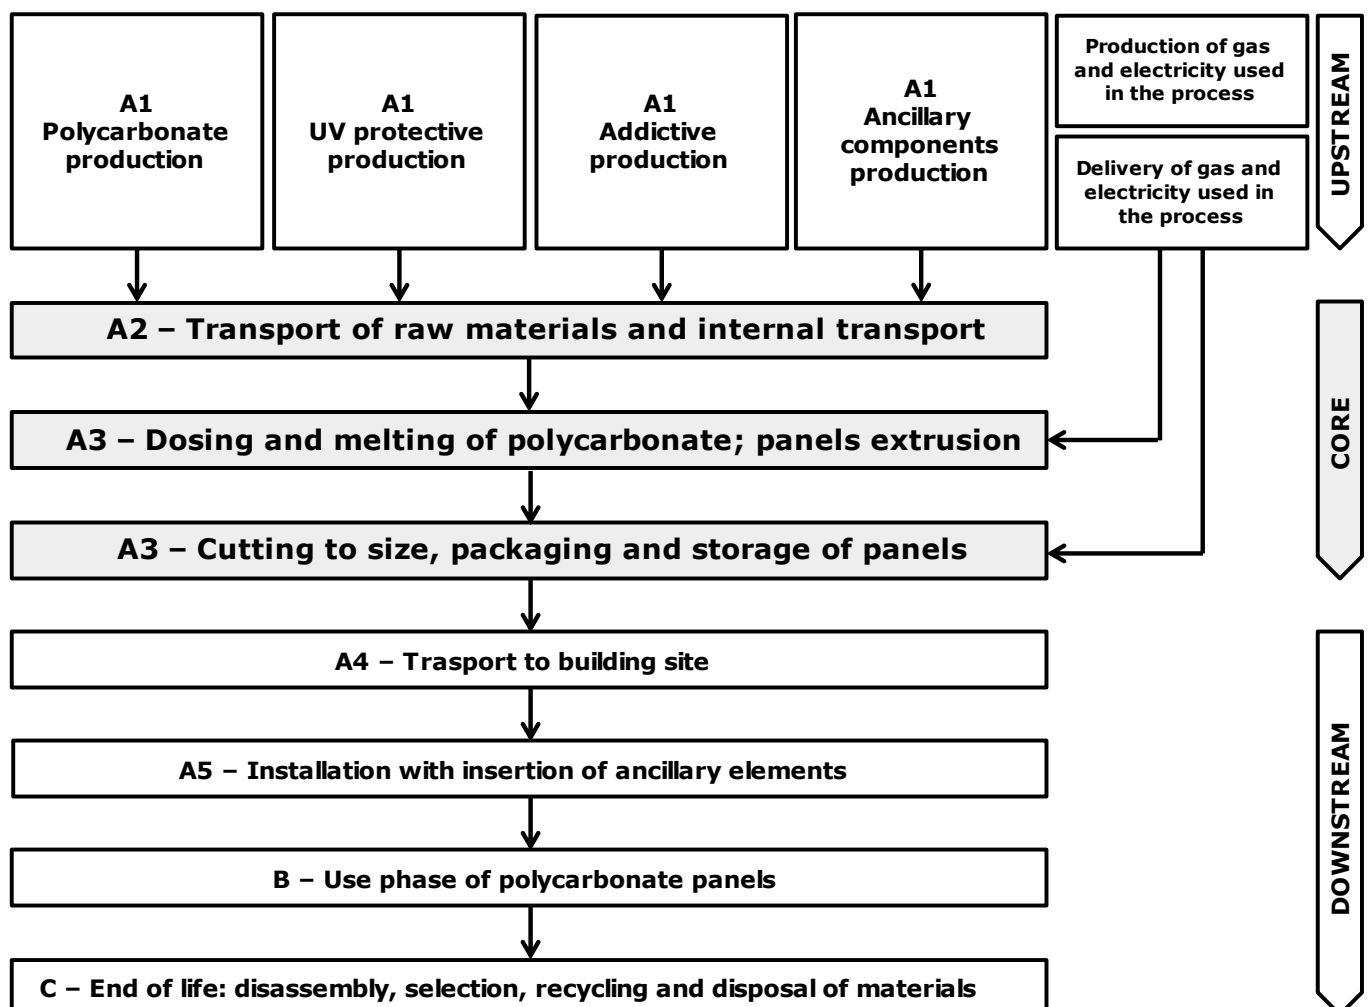 A1
Polycarbonate
production
A1
UV protective
production
A1
Addictive
production
A1
Ancillary
components
production
Production of gas
and electricity used
in the process
Delivery of gas and
electricity used in
the process
UPSTREAM
A2 – Transport of raw materials and internal transport
A3 – Dosing and melting of polycarbonate; panels extrusion
A3 – Cutting to size, packaging and storage of panels
CORE
A4 – Trasport to building site
A5 – Installation with insertion of ancillary elements
B – Use phase of polycarbonate panels
C – End of life: disassembly, selection, recycling and disposal of materials
DOWNSTREAM